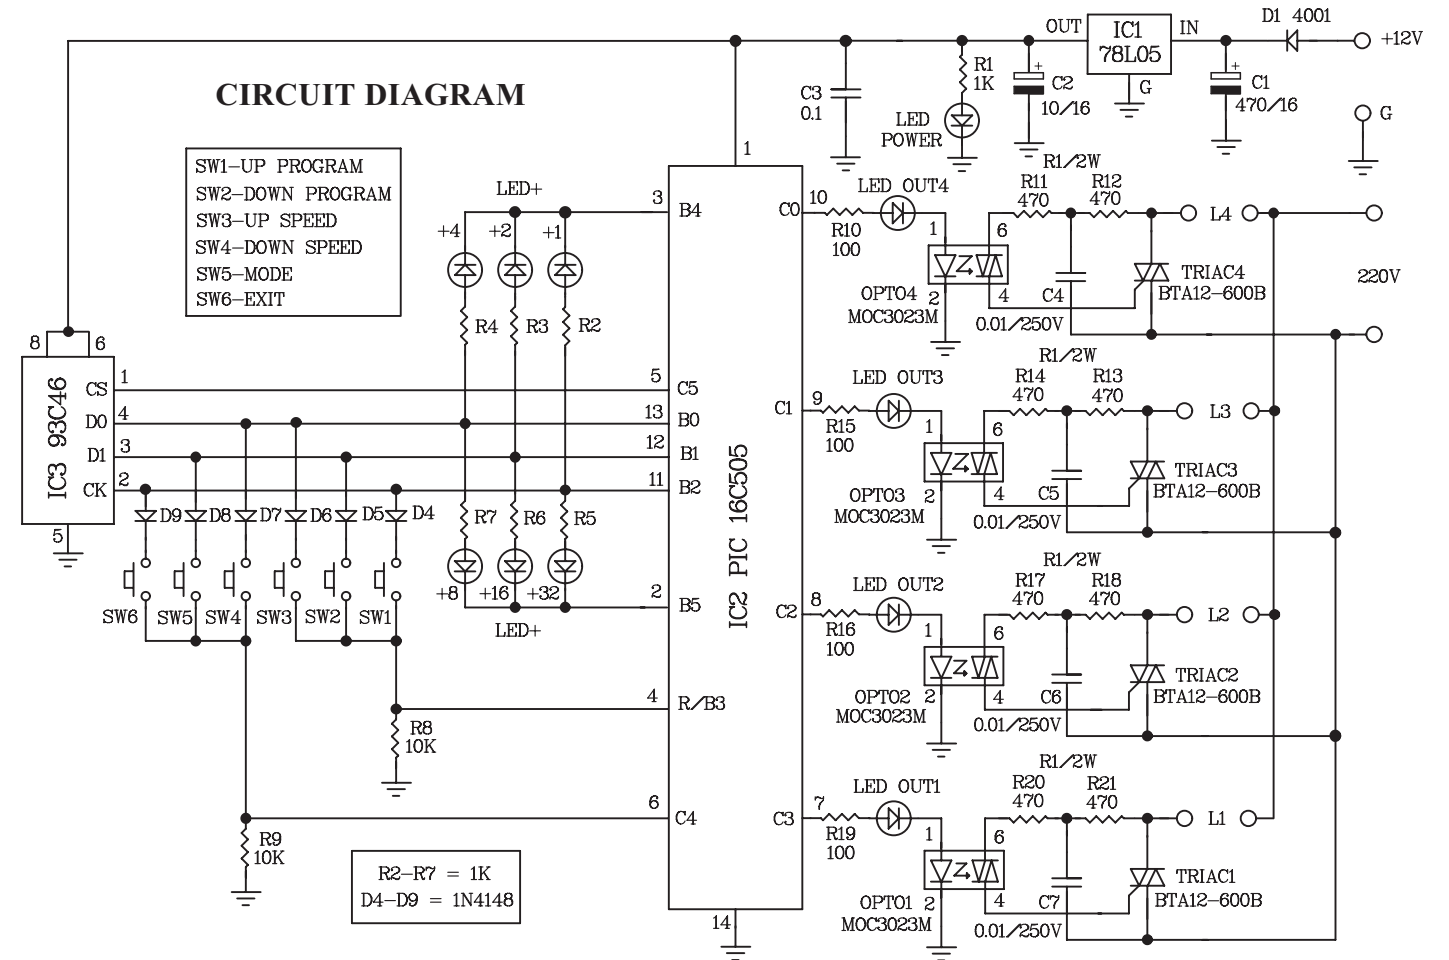 CIRCUIT DIAGRAM
SW1-UP PROGRAM
SW2-DOWN PROGRAM
SW3-UP SPEED
SW4-DOWN SPEED
SW5-MODE
SW6-EXIT
OUT
IC1
78L05
IN
G
D1 4001
+12V
G
C3
0.1
R1
1K
LED
POWER
+
C2
10/16
+
C1
470/16
1
LED+
+4
+2
+1
R4
R3
R2
3
B4
5
C5
13
B0
12
B1
11
B2
2
B5
4
R/B3
6
C4
14
IC2 PIC 16C505
8
6
IC3 93C46
CS
1
D0
4
D1
3
CK
2
5
D9
D8
D7
D6
D5
D4
SW6
SW5
SW4
SW3
SW2
SW1
R7
R6
R5
+8
+16
+32
LED+
R8
10K
R9
10K
R2-R7 = 1K
D4-D9 = 1N4148
C0
10
R10
100
LED OUT4
1
2
6
4
OPTO4
MOC3023M
R1/2W
R11
470
R12
470
C4
0.01/250V
L4
TRIAC4
BTA12-600B
220V
C1
9
R15
100
LED OUT3
1
2
6
4
OPTO3
MOC3023M
R1/2W
R14
470
R13
470
C5
0.01/250V
L3
TRIAC3
BTA12-600B
C2
8
R16
100
LED OUT2
1
2
6
4
OPTO2
MOC3023M
R1/2W
R17
470
R18
470
C6
0.01/250V
L2
TRIAC2
BTA12-600B
C3
7
R19
100
LED OUT1
1
2
6
4
OPTO1
MOC3023M
R1/2W
R20
470
R21
470
C7
0.01/250V
L1
TRIAC1
BTA12-600B